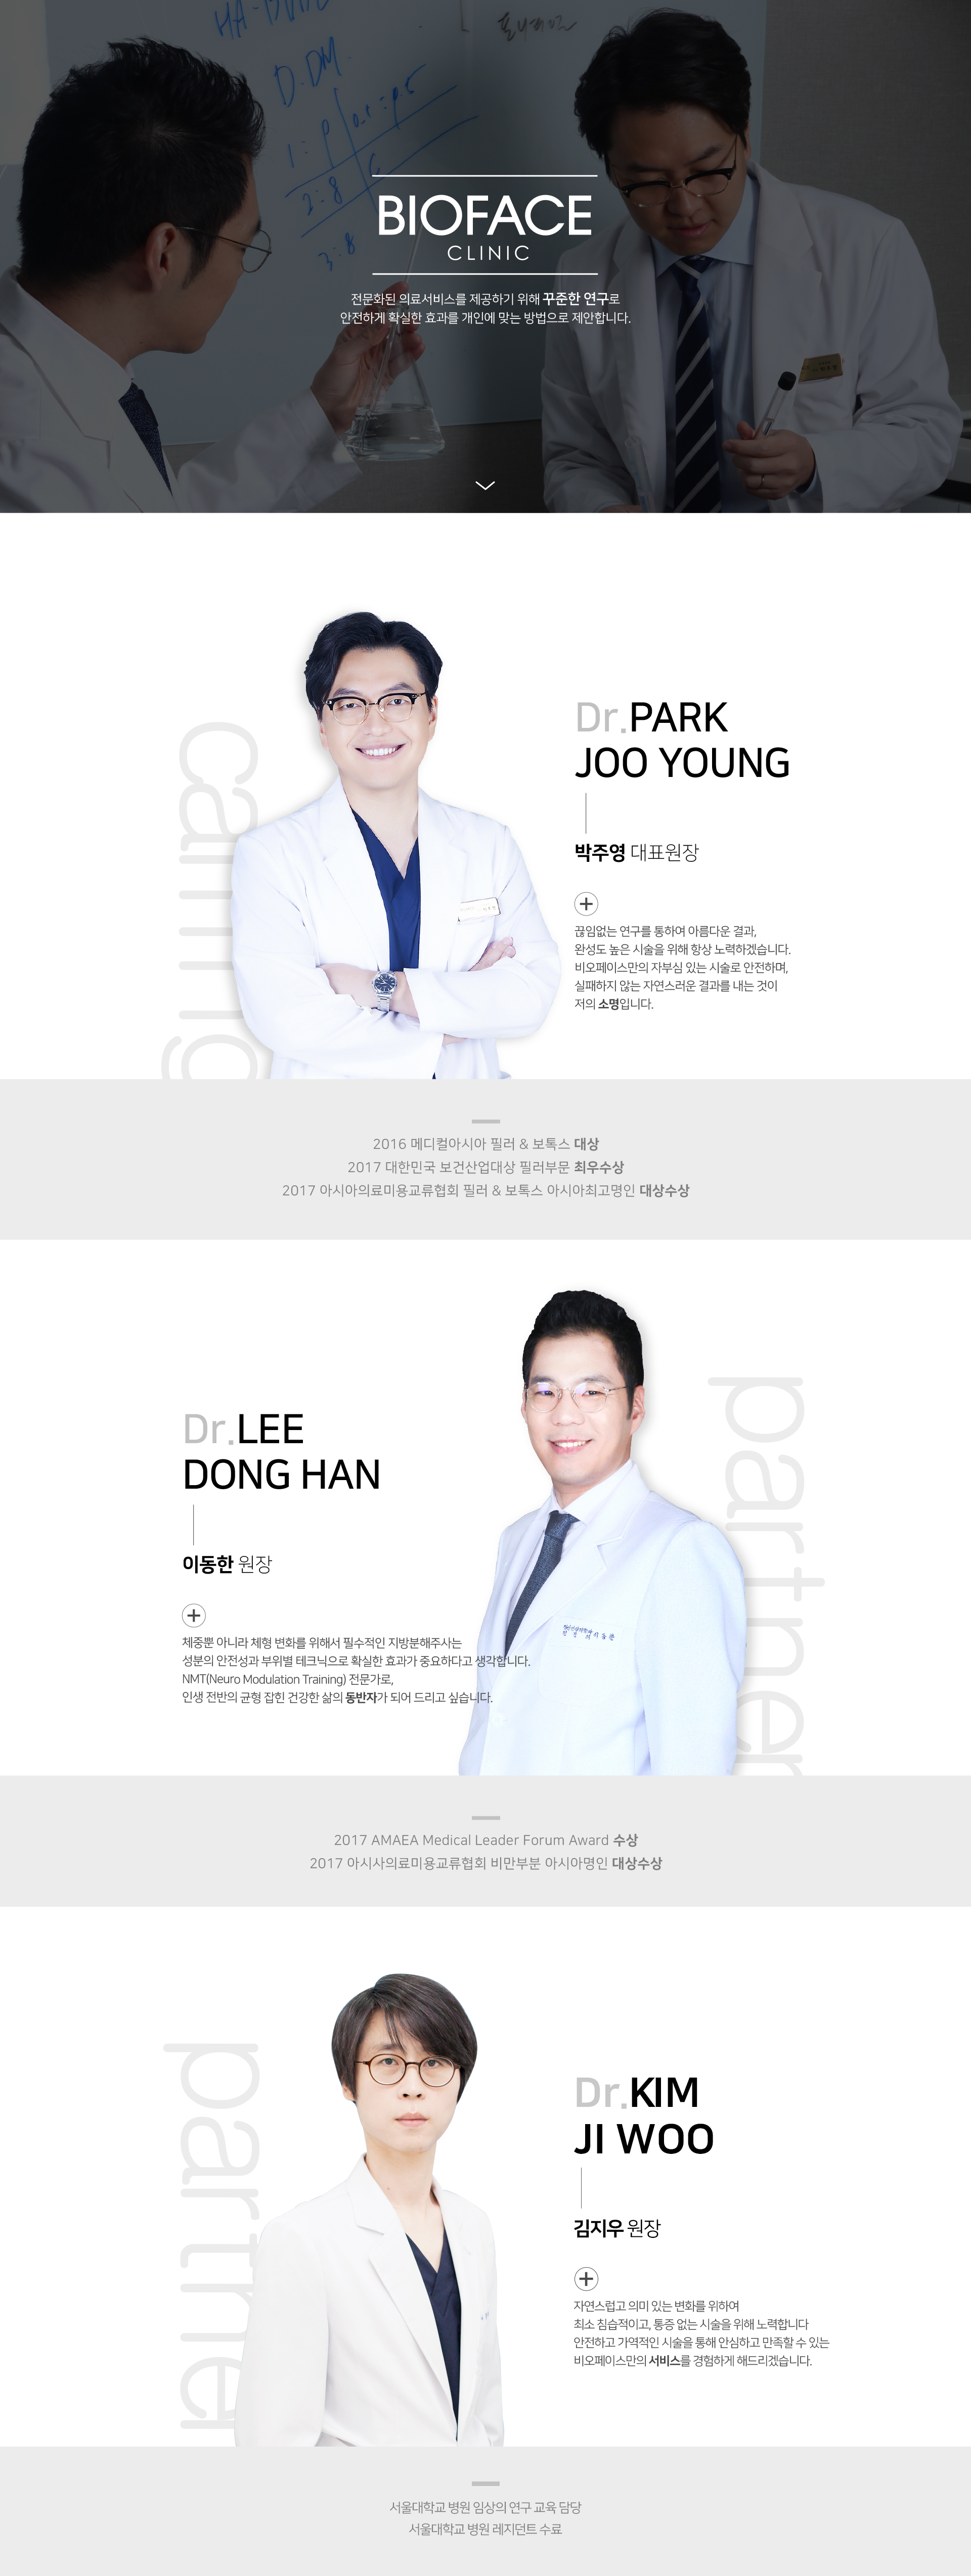 HA-
D.DM.
BIOFACE
CLINIC
전문화된 의료서비스를 제공하기 위해 꾸준한 연구로
안전하게 확실한 효과를 개인에 맞는 방법으로 제안합니다.
calling
Dr.PARK
JOO YOUNG
박주영 대표원장
끊임없는 연구를 통하여 아름다운 결과,
완성도 높은 시술을 위해 항상 노력하겠습니다.
비오페이스만의 자부심 있는 시술로 안전하며,
실패하지 않는 자연스러운 결과를 내는 것이
저의 소명입니다.
2016 메디컬아시아 필러 & 보톡스 대상
2017 대한민국 보건산업대상 필러부문 최우수상
2017 아시아의료미용교류협회 필러 & 보톡스 아시아최고명인 대상수상
Dr.LEE
DONG HAN
이동한 원장
체중뿐 아니라 체형 변화를 위해서 필수적인 지방분해주사는
성분의 안전성과 부위별 테크닉으로 확실한 효과가 중요하다고 생각합니다.
NMT(Neuro Modulation Training) 전문가로,
인생 전반의 균형 잡힌 건강한 삶의 동반자가 되어 드리고 싶습니다.
partner
2017 AMAEA Medical Leader Forum Award 수상
2017 아시사의료미용교류협회 비만부분 아시아명인 대상수상
partner
Dr.KIM
JI WOO
김지우 원장
자연스럽고 의미 있는 변화를 위하여
최소 침습적이고, 통증 없는 시술을 위해 노력합니다
안전하고 가역적인 시술을 통해 안심하고 만족할 수 있는
비오페이스만의 서비스를 경험하게 해드리겠습니다.
서울대학교 병원 임상의 연구 교육 담당
서울대학교 병원 레지던트 수료